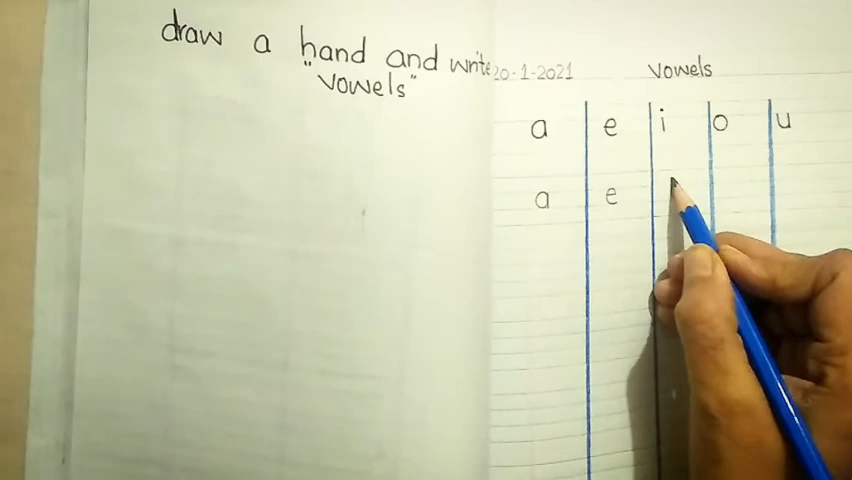 draw a hand and write
"vowels"
20-1-2021 vowels
a e i o u
a e